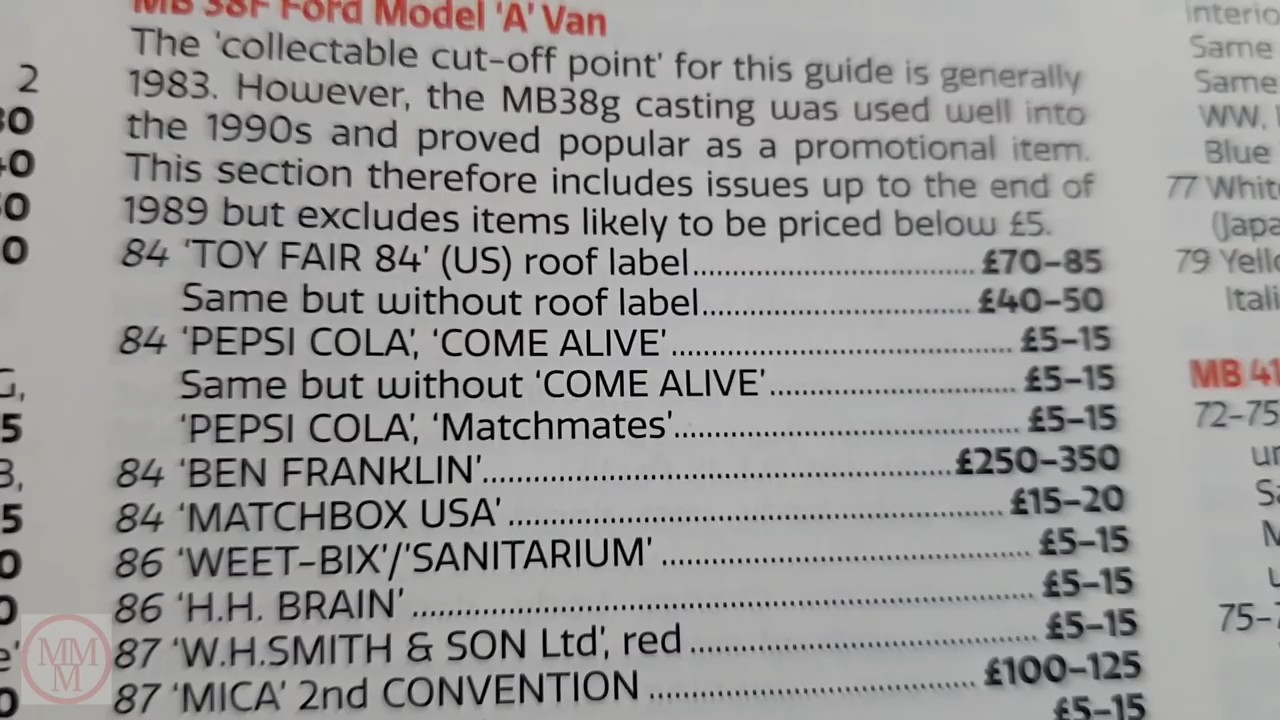 2
5
5
MB Ford Model 'A' Van
The 'collectable cut-off point' for this guide is generally
1983. However, the MB38g casting was used well into
the 1990s and proved popular as a promotional item.
This section therefore includes issues up to the end of
1989 but excludes items likely to be priced below £5.
84 'TOY FAIR 84' (US) roof label.......... £70–85
Same but without roof label.......... £40–50
84 'PEPSI COLA', 'COME ALIVE'.......... £5–15
Same but without 'COME ALIVE'.......... £5–15
'PEPSI COLA', 'Matchmates'.......... £5–15
84 'BEN FRANKLIN'.......... £250–350
84 'MATCHBOX USA'.......... £15–20
86 'WEET-BIX'/'SANITARIUM'.......... £5–15
86 'H.H. BRAIN'.......... £5–15
87 'W.H.SMITH & SON Ltd', red.......... £5–15
87 'MICA' 2nd CONVENTION.......... £100–125
£5–15
Same
Same
WW,
Blue
77
79
MB 41
72–75
MMM